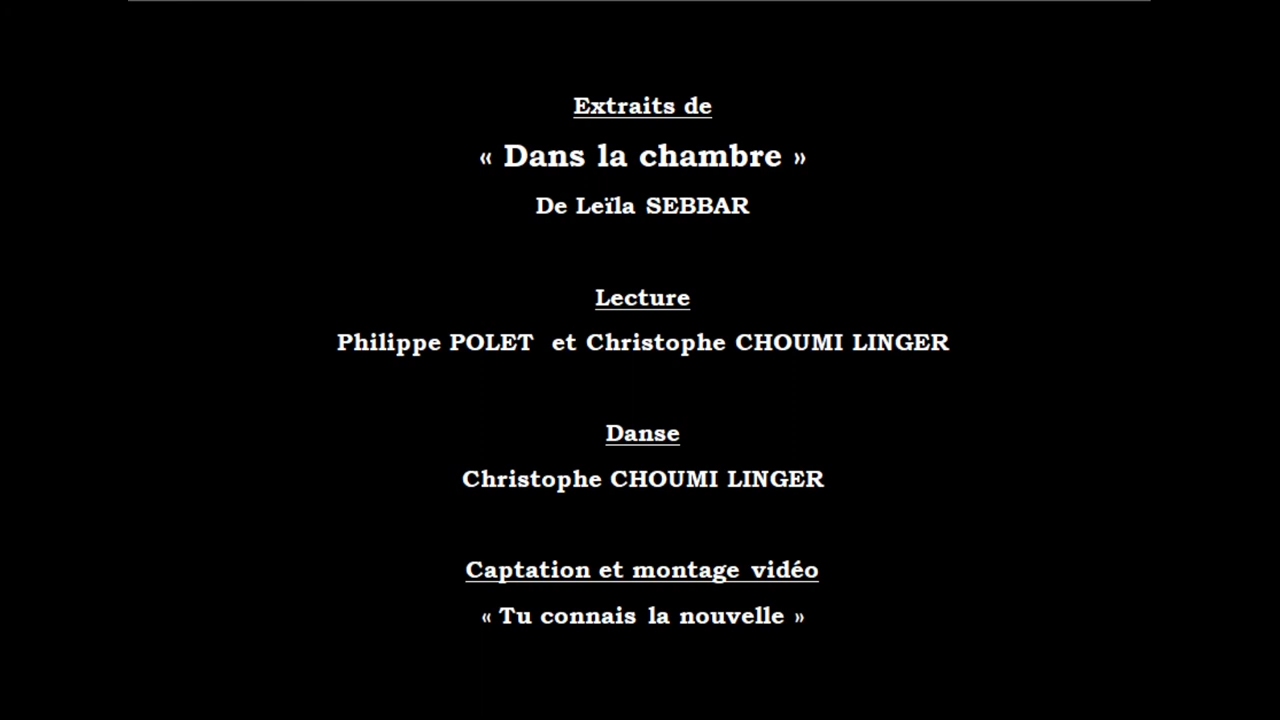 Extraits de
« Dans la chambre »
De Leïla SEBBAR
Lecture
Philippe POLET et Christophe CHOUMI LINGER
Danse
Christophe CHOUMI LINGER
Captation et montage vidéo
« Tu connais la nouvelle »